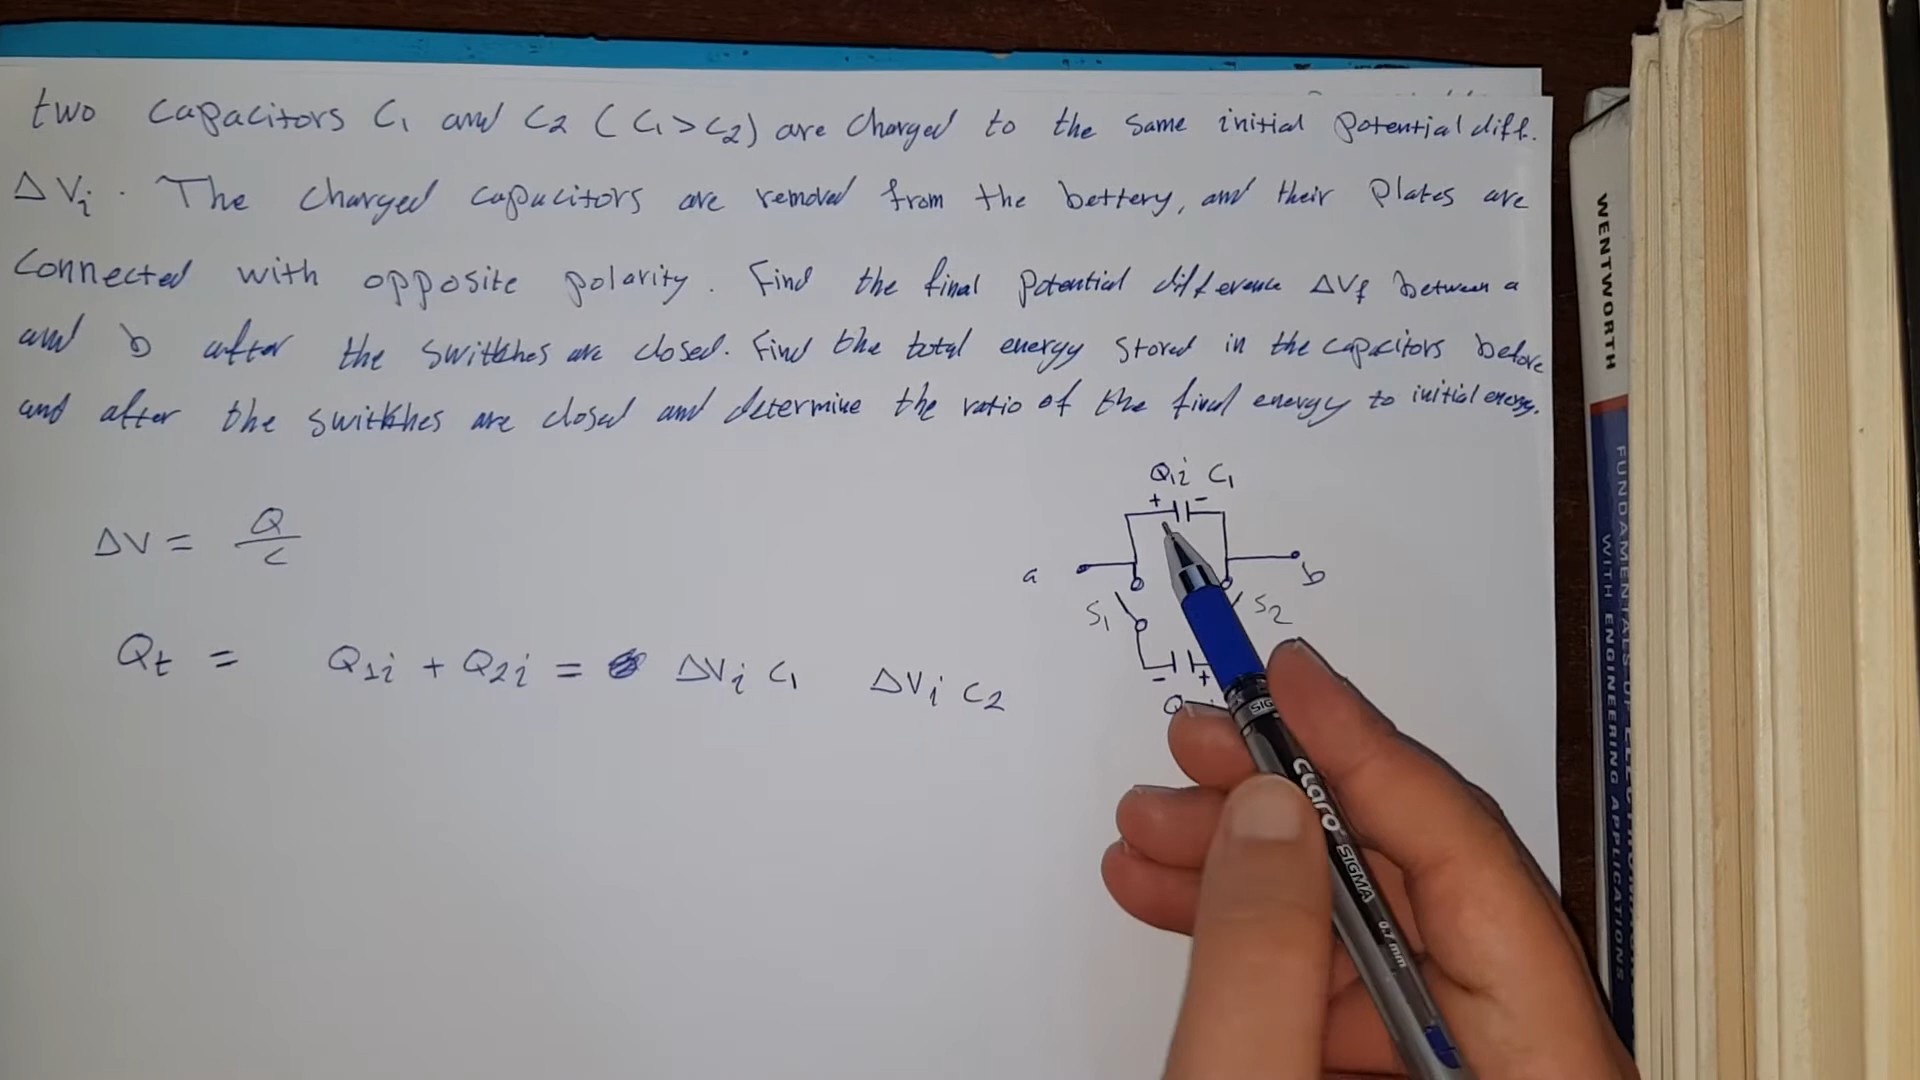 two capacitors C1 and C2 (C1>C2) are charged to the same initial potential diff.
ΔVi. The charged capacitors are removed from the bettery, and their plates are
connected with opposite polarity. Find the final potential difference ΔVf between a
and b after the switches are closed. Find the total energy stored in the capacitors before
and after the switches are closed and determine the ratio of the final energy to initial energy.
Q1i C1
+ -
ΔV = Q/C
a
b
S1
S2
Qt = Q1i + Q2i = ΔVi C1 ΔVi C2
- +
Q
SIG
CLARO SIGMA 0.7 mm
WENTWORTH
FUNDAMENTALS OF
WITH ENGINEERING APPLICATIONS